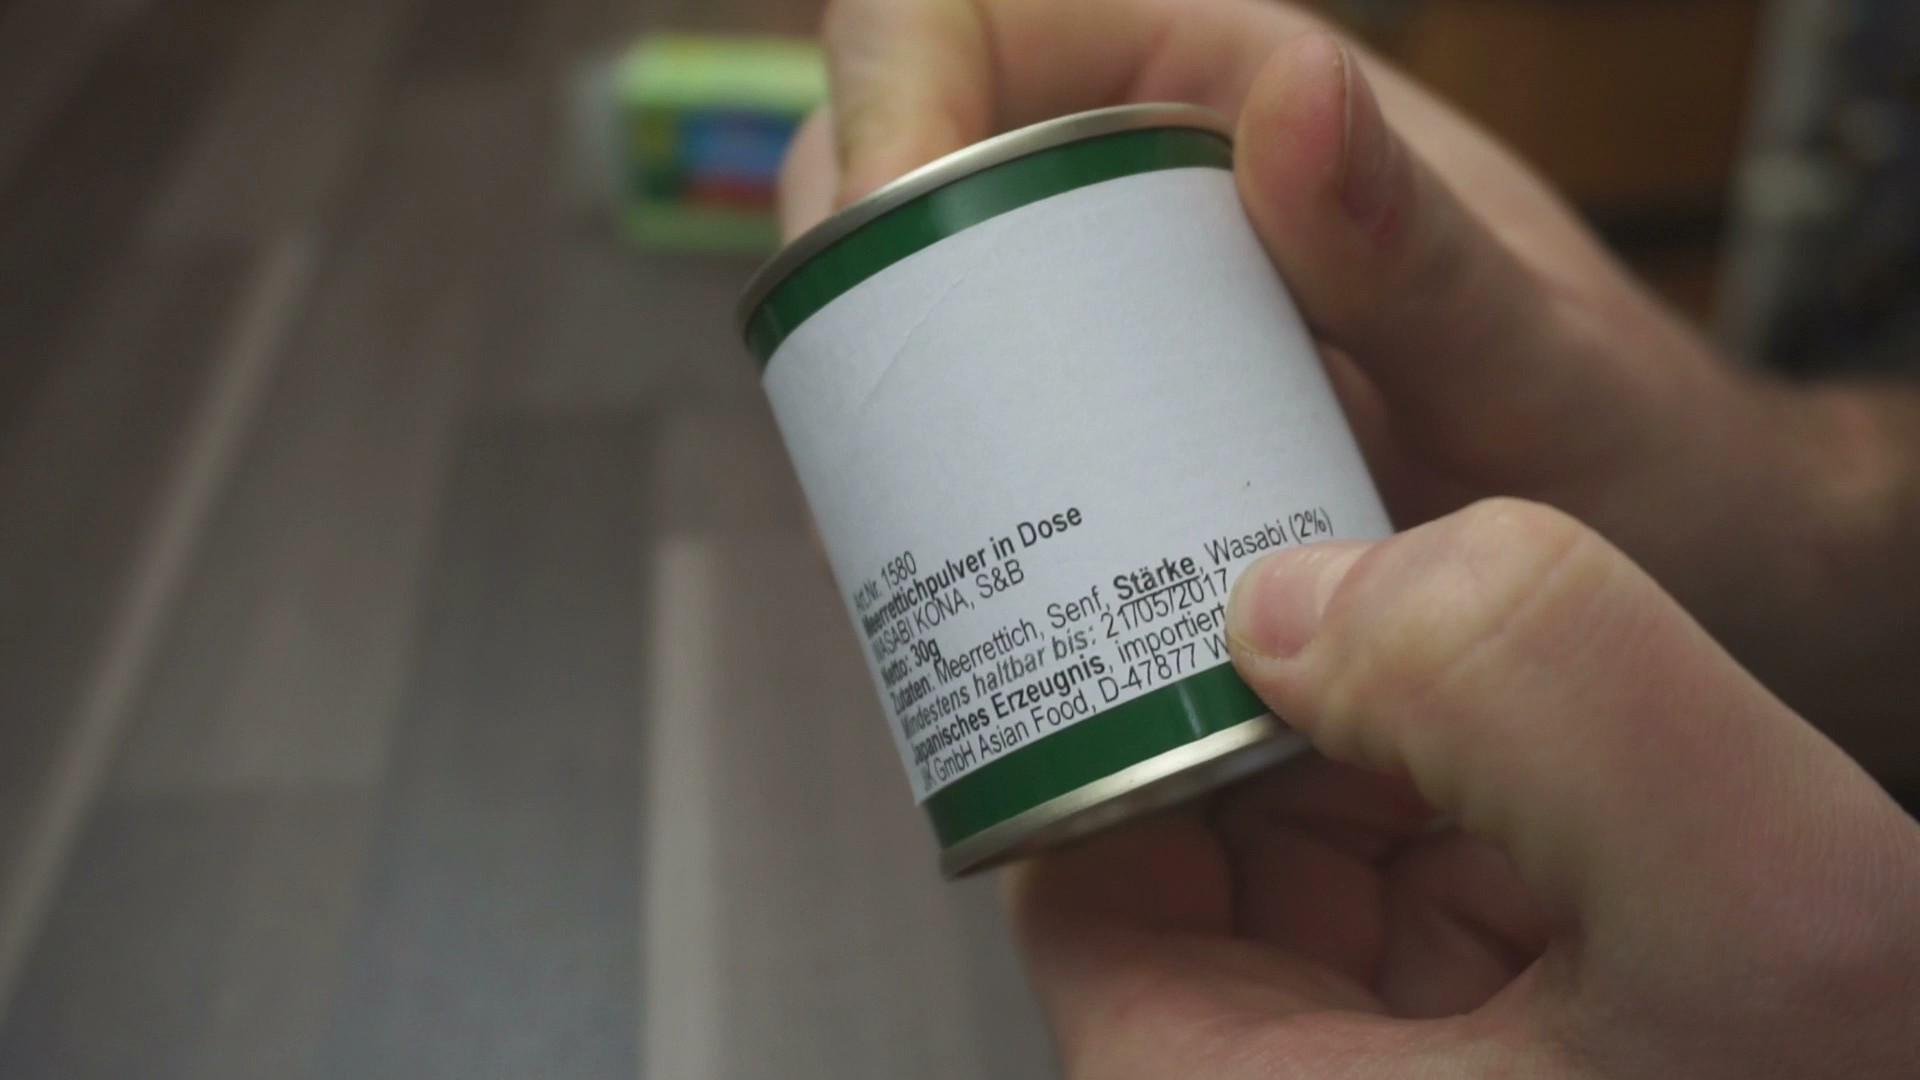 Art.Nr. 1580
Meerrettichpulver in Dose
WASABI KONA, S&B
Netto: 30g
Zutaten: Meerrettich, Senf, Stärke, Wasabi (2%)
Mindestens haltbar bis: 21/05/2017
Japanisches Erzeugnis, importiert
GmbH Asian Food, D-47877